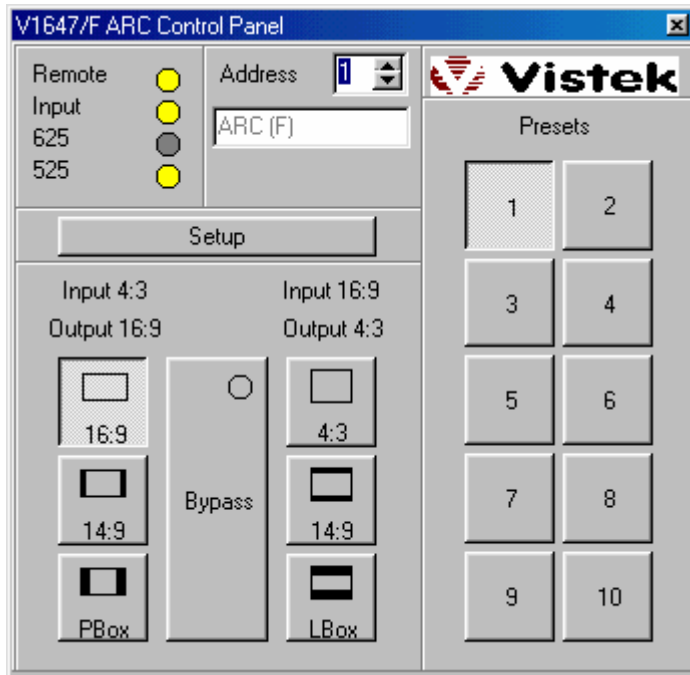 V1647/F ARC Control Panel
Remote
Input
625
525
Address 1
ARC (F)
Vistek
Setup
Presets
Input 4:3 Input 16:9
Output 16:9 Output 4:3
16:9
14:9
PBox
Bypass
4:3
14:9
LBox
1 2
3 4
5 6
7 8
9 10